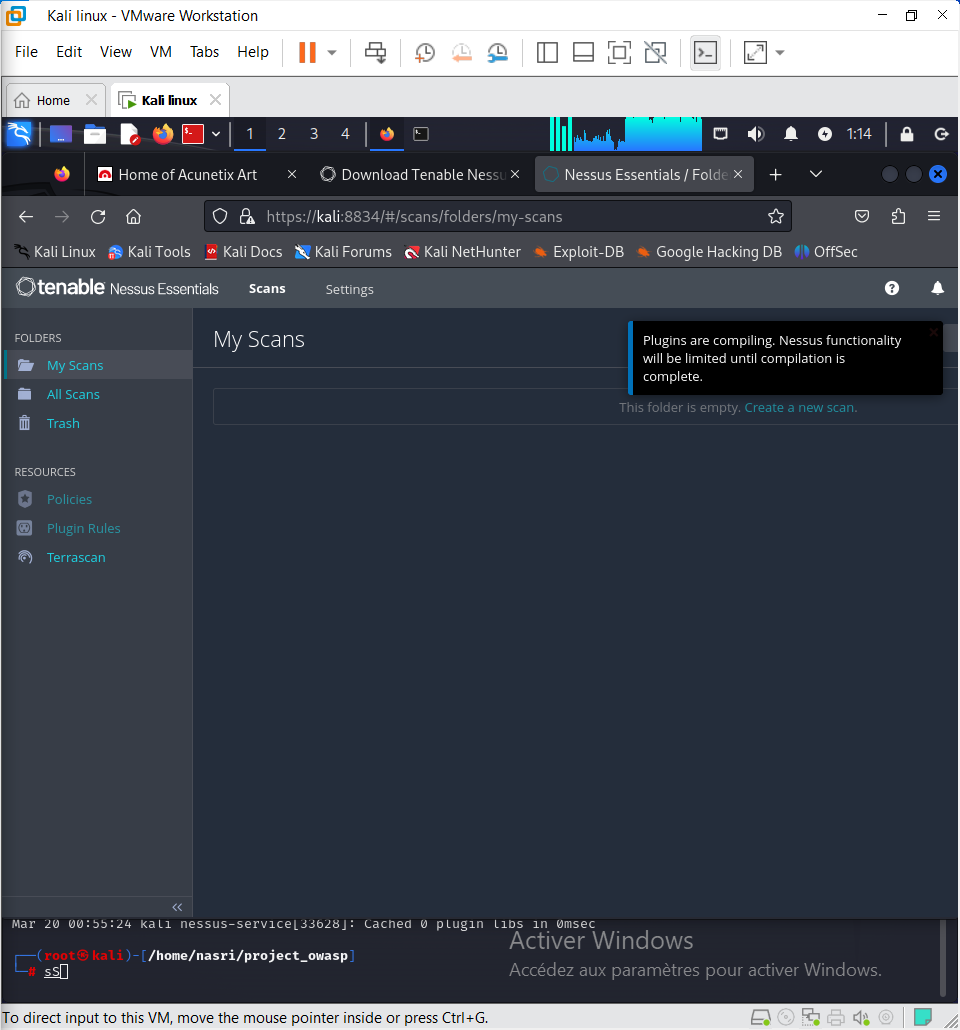 Kali linux - VMware Workstation
File Edit View VM Tabs Help
Home Kali linux
1 2 3 4 1:14
Home of Acunetix Art Download Tenable Nessu Nessus Essentials / Folde
https://kali:8834/#/scans/folders/my-scans
Kali Linux Kali Tools Kali Docs Kali Forums Kali NetHunter Exploit-DB Google Hacking DB OffSec
tenable Nessus Essentials Scans Settings
FOLDERS
My Scans
All Scans
Trash
RESOURCES
Policies
Plugin Rules
Terrascan
My Scans
Plugins are compiling. Nessus functionality
will be limited until compilation is
complete.
This folder is empty. Create a new scan.
Mar 20 00:55:24 kali nessus-service[33628]: Cached 0 plugin libs in 0msec
(root㉿kali)-[/home/nasri/project_owasp]
# sS
Activer Windows
Accédez aux paramètres pour activer Windows.
To direct input to this VM, move the mouse pointer inside or press Ctrl+G.